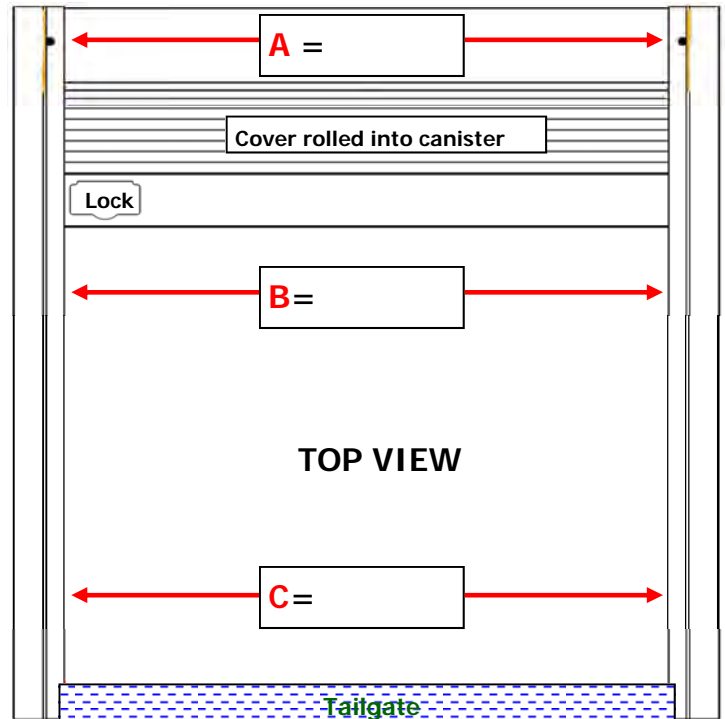 A =
Cover rolled into canister
Lock
B=
TOP VIEW
C=
Tailgate